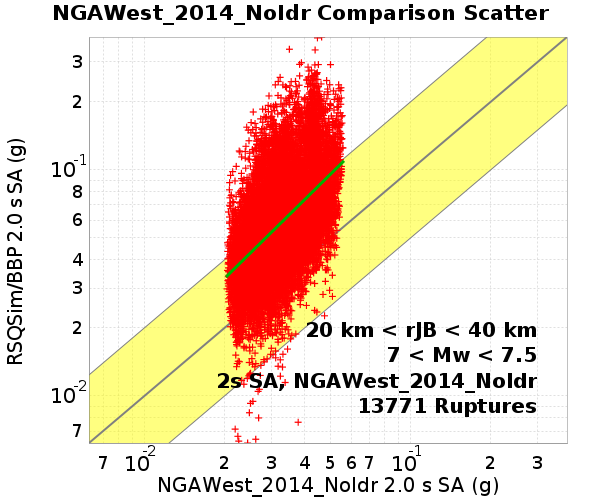 NGAWest_2014_NoIdr Comparison Scatter
RSQSim/BBP 2.0 s SA (g)
3
2
10⁻¹
8
6
4
3
2
10⁻²
7
20 km < rJB < 40 km
7 < Mw < 7.5
2s SA, NGAWest_2014_NoIdr
13771 Ruptures
7 10⁻² 2 3 4 5 6 7 10⁻¹ 2 3
NGAWest_2014_NoIdr 2.0 s SA (g)